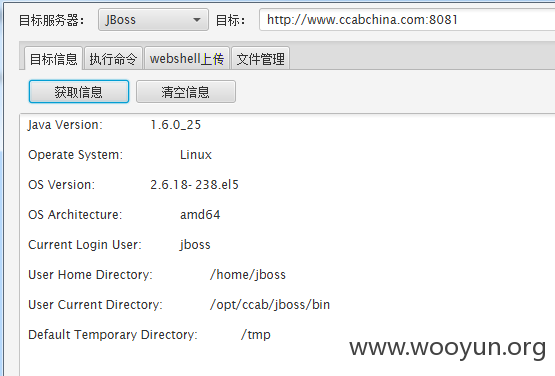 目标服务器： JBoss 目标： http://www.ccabchina.com:8081
目标信息 执行命令 webshell上传 文件管理
获取信息 清空信息
Java Version: 1.6.0_25
Operate System: Linux
OS Version: 2.6.18-238.el5
OS Architecture: amd64
Current Login User: jboss
User Home Directory: /home/jboss
User Current Directory: /opt/ccab/jboss/bin
Default Temporary Directory: /tmp
www.wooyun.org